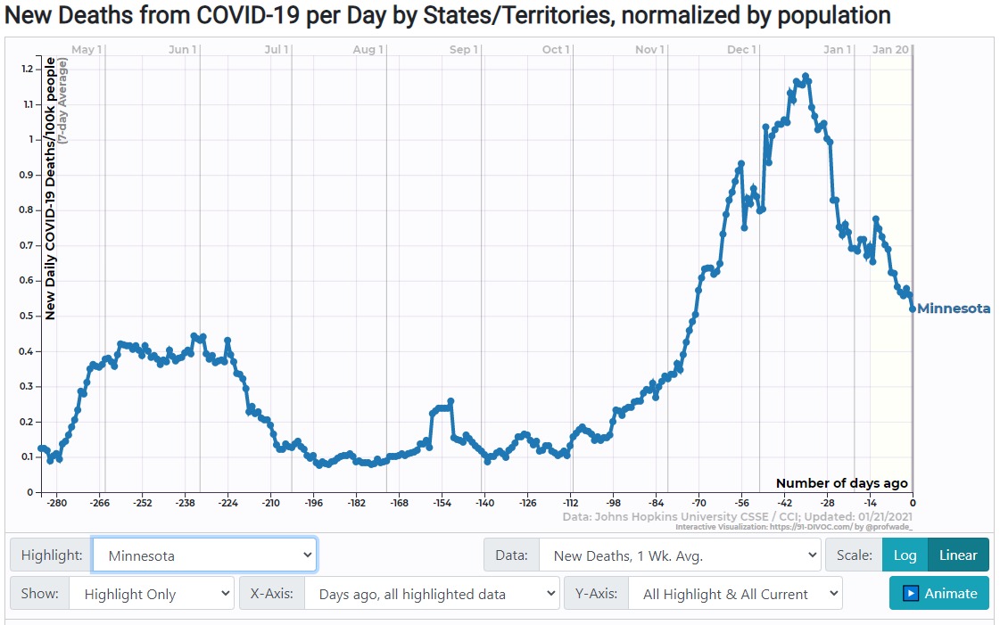 New Deaths from COVID-19 per Day by States/Territories, normalized by population
May 1 Jun 1 Jul 1 Aug 1 Sep 1 Oct 1 Nov 1 Dec 1 Jan 1 Jan 20
New Daily COVID-19 Deaths/100k people
(7-day Average)
1.2
1.1
1
0.9
0.8
0.7
0.6
0.5
0.4
0.3
0.2
0.1
0
Minnesota
Number of days ago
-280 -266 -252 -238 -224 -210 -196 -182 -168 -154 -140 -126 -112 -98 -84 -70 -56 -42 -28 -14 0
Data: Johns Hopkins University CSSE / CCI; Updated: 01/21/2021
Interactive Visualization: https://91-DIVOC.com/ by @profwade_
Highlight: Minnesota Data: New Deaths, 1 Wk. Avg. Scale: Log Linear
Show: Highlight Only X-Axis: Days ago, all highlighted data Y-Axis: All Highlight & All Current Animate